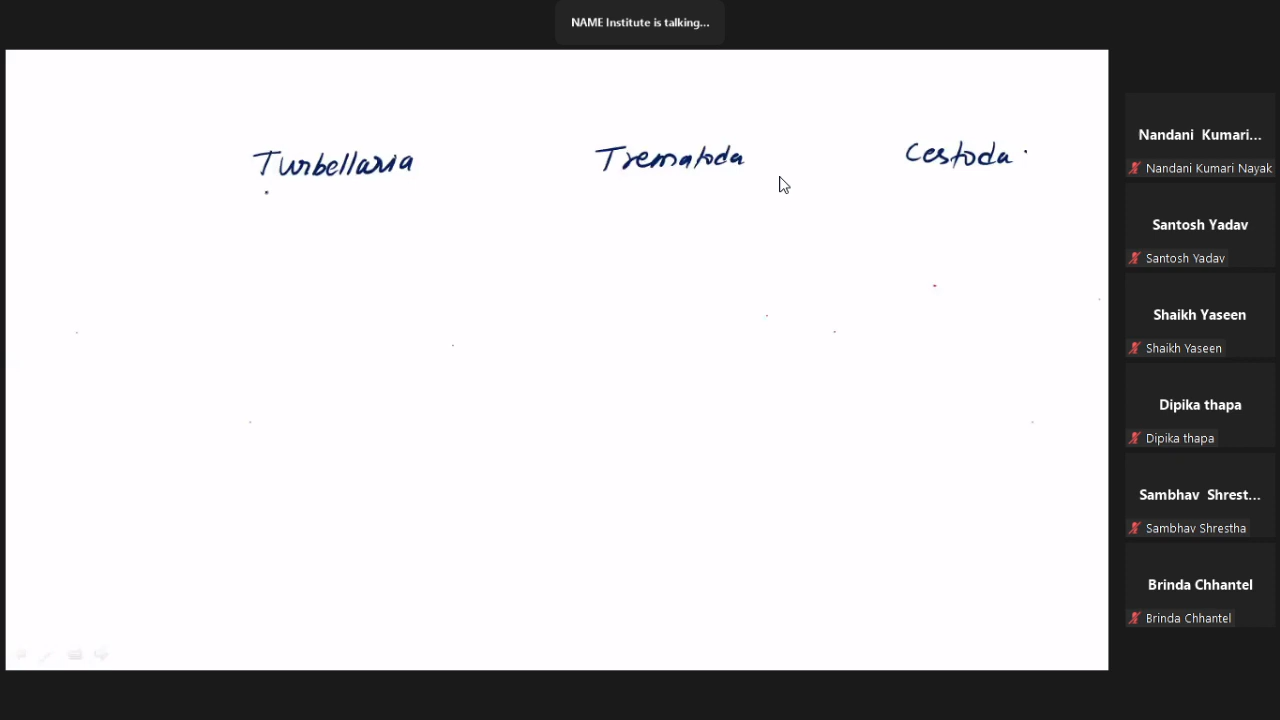 NAME Institute is talking...
Turbellaria Trematoda Cestoda
Nandani Kumari...
Nandani Kumari Nayak
Santosh Yadav
Santosh Yadav
Shaikh Yaseen
Shaikh Yaseen
Dipika thapa
Dipika thapa
Sambhav Shrest...
Sambhav Shrestha
Brinda Chhantel
Brinda Chhantel